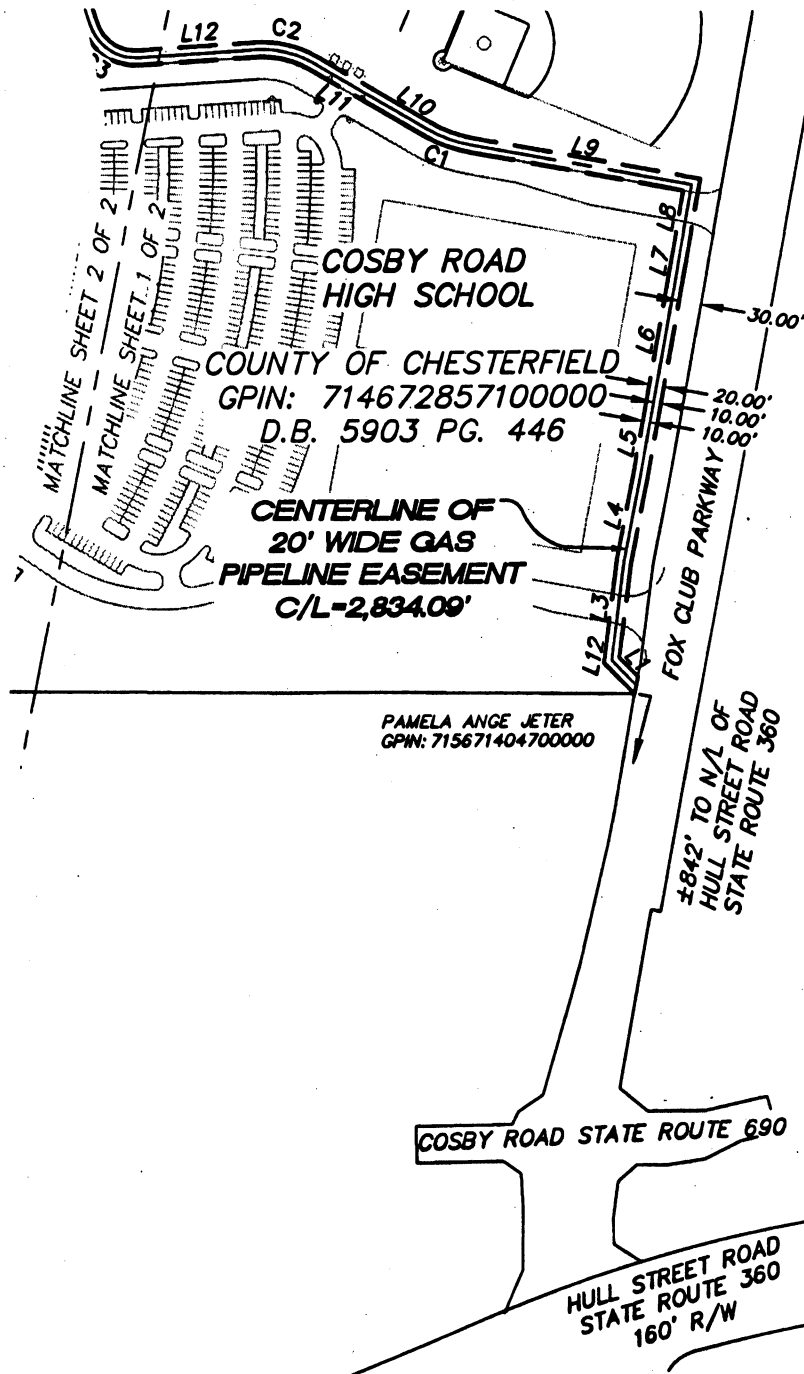 L12
C2
L11
L10
C1
L9
L8
L7
L6
L5
L4
L3
L12
L1
30.00'
20.00'
10.00'
10.00'
MATCHLINE SHEET 2 OF 2
MATCHLINE SHEET 1 OF 2
COSBY ROAD
HIGH SCHOOL
COUNTY OF CHESTERFIELD
GPIN: 714672857100000
D.B. 5903 PG. 446
CENTERLINE OF
20' WIDE GAS
PIPELINE EASEMENT
C/L=2,834.09'
FOX CLUB PARKWAY
PAMELA ANGE JETER
GPIN: 715671404700000
±842' TO N/L OF
HULL STREET ROAD
STATE ROUTE 360
COSBY ROAD STATE ROUTE 690
HULL STREET ROAD
STATE ROUTE 360
160' R/W